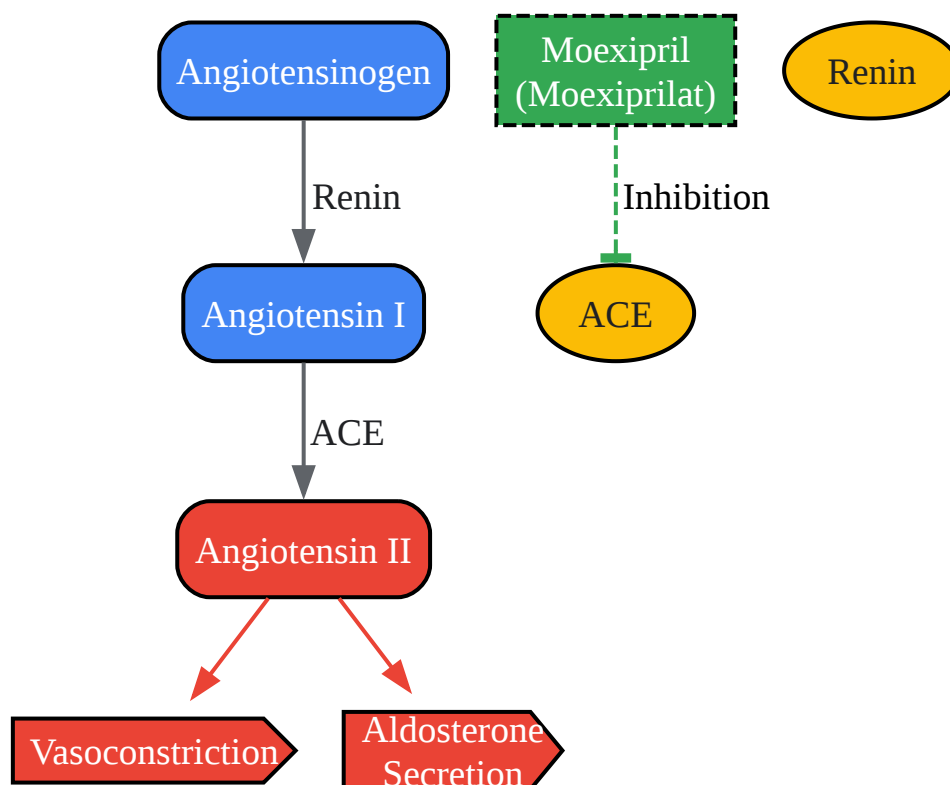 Angiotensinogen
Moexipril
(Moexiprilat)
Renin
Renin
Inhibition
Angiotensin I
ACE
ACE
Angiotensin II
Vasoconstriction
Aldosterone
Secretion